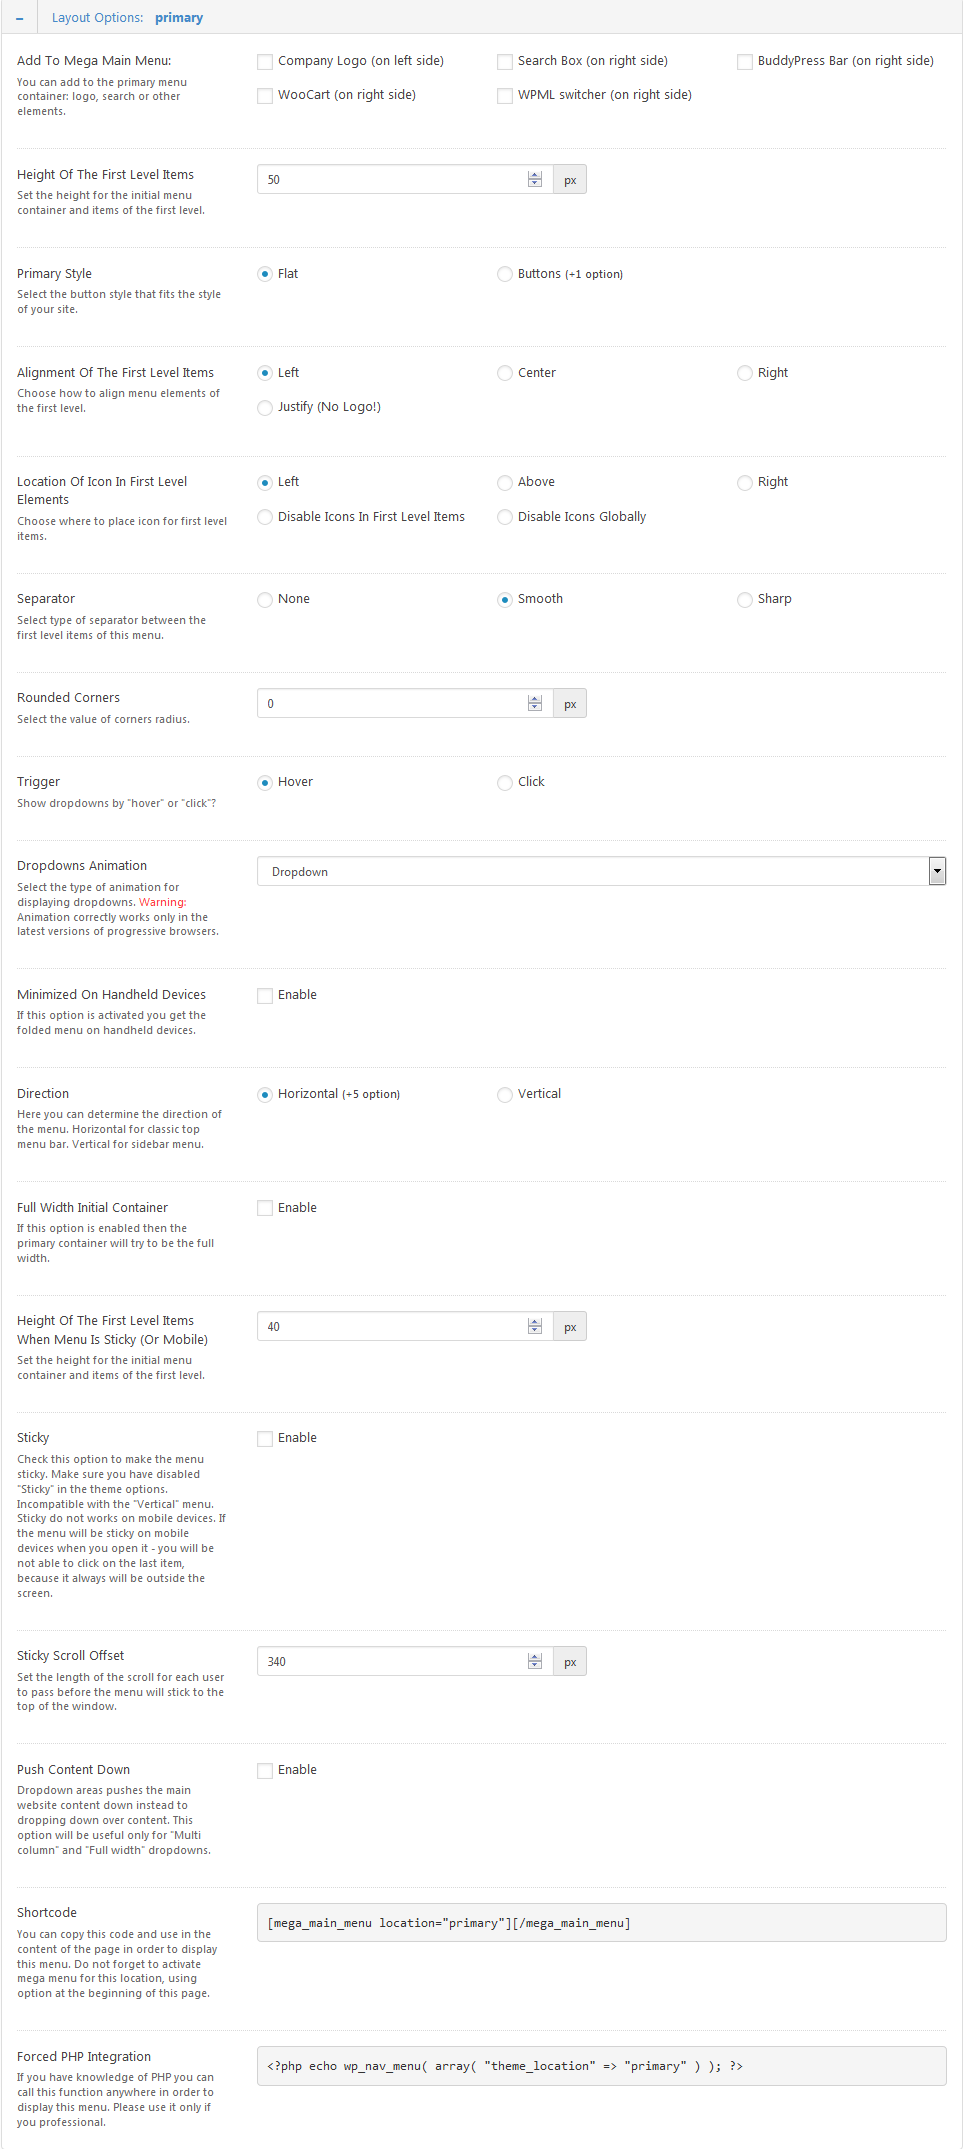 – Layout Options: primary
Add To Mega Main Menu:
You can add to the primary menu
container: logo, search or other
elements.
Company Logo (on left side) Search Box (on right side) BuddyPress Bar (on right side)
WooCart (on right side) WPML switcher (on right side)
Height Of The First Level Items
Set the height for the initial menu
container and items of the first level.
50 px
Primary Style
Select the button style that fits the style
of your site.
Flat Buttons (+1 option)
Alignment Of The First Level Items
Choose how to align menu elements of
the first level.
Left Center Right
Justify (No Logo!)
Location Of Icon In First Level
Elements
Choose where to place icon for first level
items.
Left Above Right
Disable Icons In First Level Items Disable Icons Globally
Separator
Select type of separator between the
first level items of this menu.
None Smooth Sharp
Rounded Corners
Select the value of corners radius.
0 px
Trigger
Show dropdowns by "hover" or "click"?
Hover Click
Dropdowns Animation
Select the type of animation for
displaying dropdowns. Warning:
Animation correctly works only in the
latest versions of progressive browsers.
Dropdown
Minimized On Handheld Devices
If this option is activated you get the
folded menu on handheld devices.
Enable
Direction
Here you can determine the direction of
the menu. Horizontal for classic top
menu bar. Vertical for sidebar menu.
Horizontal (+5 option) Vertical
Full Width Initial Container
If this option is enabled then the
primary container will try to be the full
width.
Enable
Height Of The First Level Items
When Menu Is Sticky (Or Mobile)
Set the height for the initial menu
container and items of the first level.
40 px
Sticky
Check this option to make the menu
sticky. Make sure you have disabled
"Sticky" in the theme options.
Incompatible with the "Vertical" menu.
Sticky do not works on mobile devices. If
the menu will be sticky on mobile
devices when you open it - you will be
not able to click on the last item,
because it always will be outside the
screen.
Enable
Sticky Scroll Offset
Set the length of the scroll for each user
to pass before the menu will stick to the
top of the window.
340 px
Push Content Down
Dropdown areas pushes the main
website content down instead to
dropping down over content. This
option will be useful only for "Multi
column" and "Full width" dropdowns.
Enable
Shortcode
You can copy this code and use in the
content of the page in order to display
this menu. Do not forget to activate
mega menu for this location, using
option at the beginning of this page.
[mega_main_menu location="primary"][/mega_main_menu]
Forced PHP Integration
If you have knowledge of PHP you can
call this function anywhere in order to
display this menu. Please use it only if
you professional.
<?php echo wp_nav_menu( array( "theme_location" => "primary" ) ); ?>